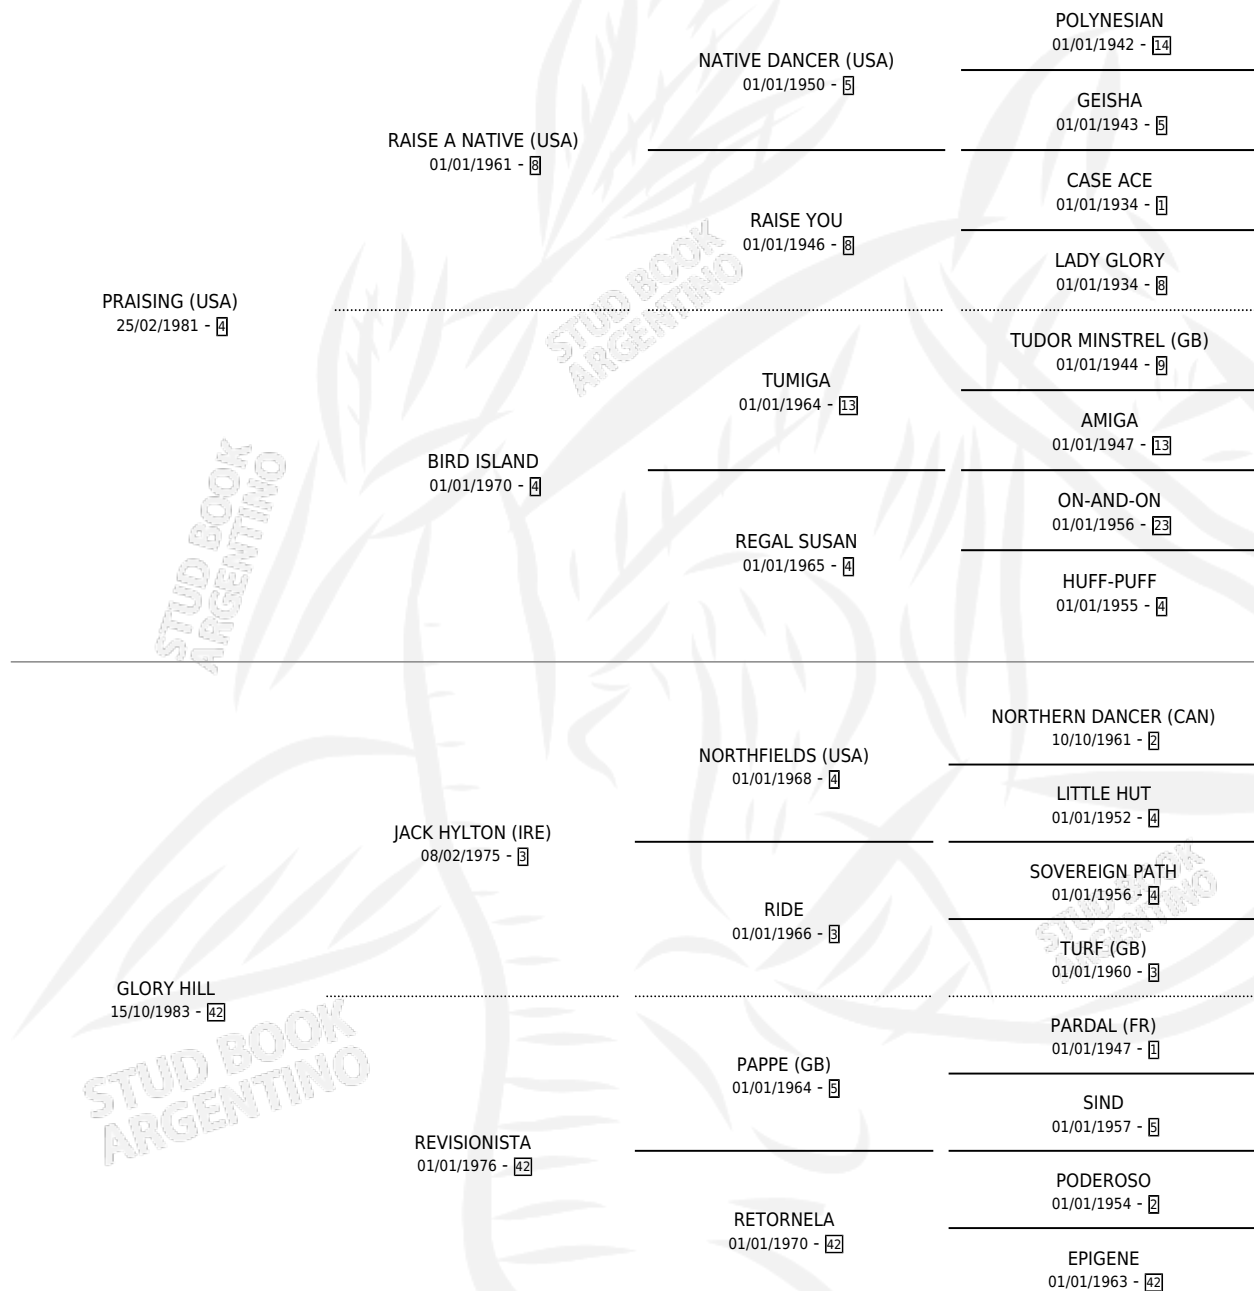 POLYNESIAN
01/01/1942 - 14
NATIVE DANCER (USA)
01/01/1950 - 5
GEISHA
01/01/1943 - 5
RAISE A NATIVE (USA)
01/01/1961 - 8
CASE ACE
01/01/1934 - 1
RAISE YOU
01/01/1946 - 8
LADY GLORY
01/01/1934 - 8
PRAISING (USA)
25/02/1981 - 4
STUD BOOK
ARGENTINO
TUDOR MINSTREL (GB)
01/01/1944 - 9
TUMIGA
01/01/1964 - 13
AMIGA
01/01/1947 - 13
BIRD ISLAND
01/01/1970 - 4
ON-AND-ON
01/01/1956 - 23
REGAL SUSAN
01/01/1965 - 4
HUFF-PUFF
01/01/1955 - 4
STUD BOOK
ARGENTINO
NORTHERN DANCER (CAN)
10/10/1961 - 2
NORTHFIELDS (USA)
01/01/1968 - 4
LITTLE HUT
01/01/1952 - 4
JACK HYLTON (IRE)
08/02/1975 - 3
SOVEREIGN PATH
01/01/1956 - 4
RIDE
01/01/1966 - 3
STUD BOOK
ARGENTINO
TURF (GB)
01/01/1960 - 3
GLORY HILL
15/10/1983 - 42
STUD BOOK
ARGENTINO
PARDAL (FR)
01/01/1947 - 1
PAPPE (GB)
01/01/1964 - 5
SIND
01/01/1957 - 5
REVISIONISTA
01/01/1976 - 42
PODEROSO
01/01/1954 - 2
RETORNELA
01/01/1970 - 42
EPIGENE
01/01/1963 - 42